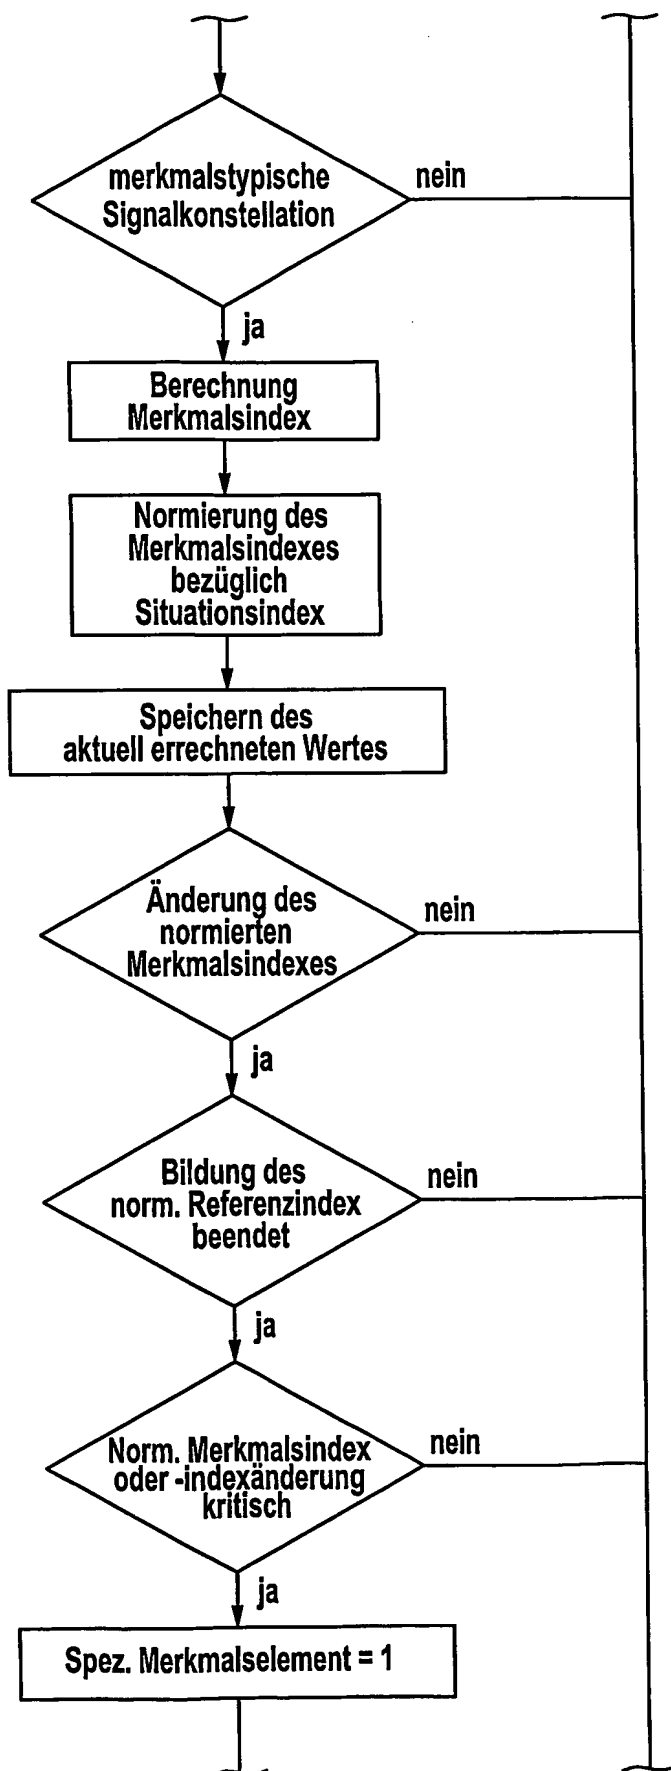 merkmalstypische
Signalkonstellation
nein
ja
Berechnung
Merkmalsindex
Normierung des
Merkmalsindexes
bezüglich
Situationsindex
Speichern des
aktuell errechneten Wertes
Änderung des
normierten
Merkmalsindexes
nein
ja
Bildung des
norm. Referenzindex
beendet
nein
ja
Norm. Merkmalsindex
oder -indexänderung
kritisch
nein
ja
Spez. Merkmalselement = 1